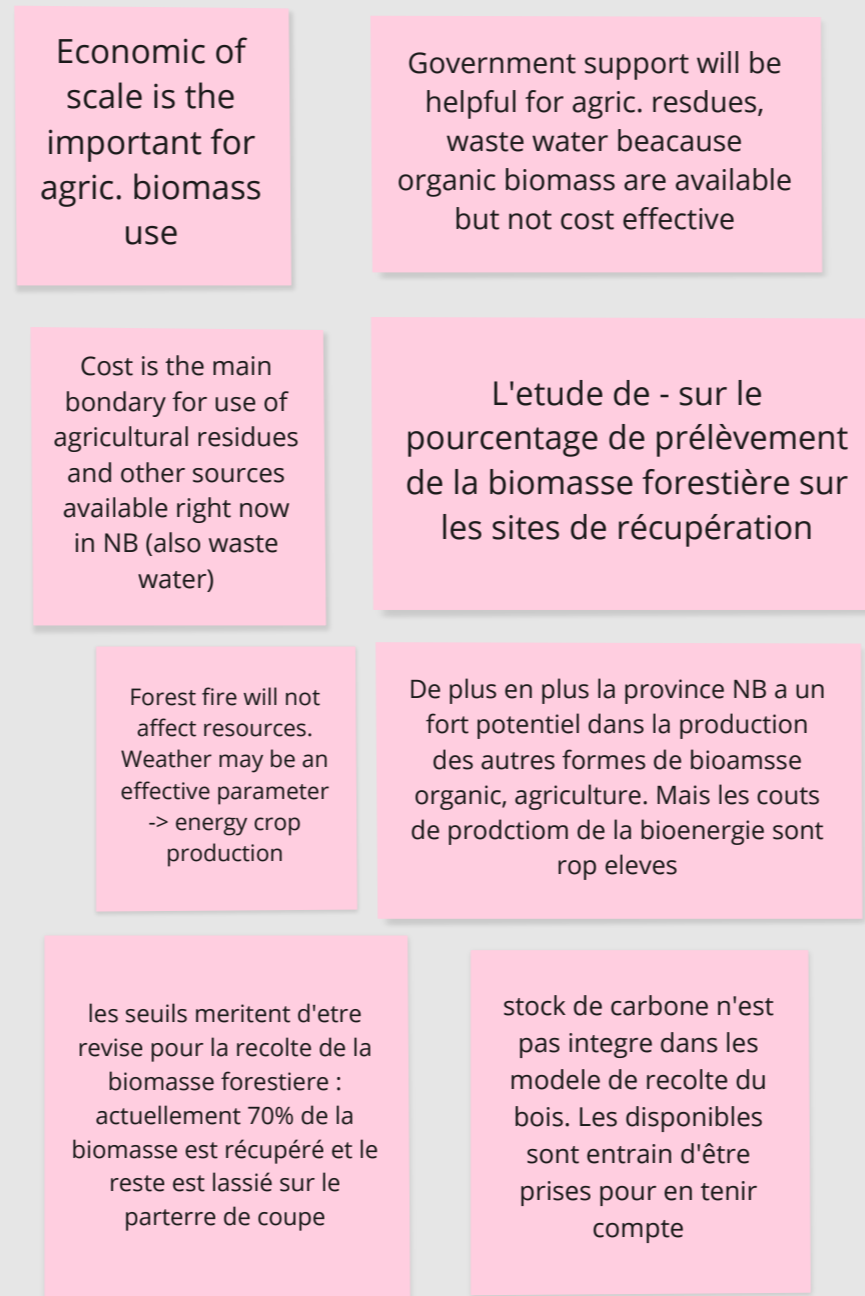 Economic of
scale is the
important for
agric. biomass
use
Government support will be
helpful for agric. resdues,
waste water beacause
organic biomass are available
but not cost effective
Cost is the main
bondary for use of
agricultural residues
and other sources
available right now
in NB (also waste
water)
L'etude de - sur le
pourcentage de prélèvement
de la biomasse forestière sur
les sites de récupération
Forest fire will not
affect resources.
Weather may be an
effective parameter
-> energy crop
production
De plus en plus la province NB a un
fort potentiel dans la production
des autres formes de bioamsse
organic, agriculture. Mais les couts
de prodctiom de la bioenergie sont
rop eleves
les seuils meritent d'etre
revise pour la recolte de la
biomasse forestiere :
actuellement 70% de la
biomasse est récupéré et le
reste est lassié sur le
parterre de coupe
stock de carbone n'est
pas integre dans les
modele de recolte du
bois. Les disponibles
sont entrain d'être
prises pour en tenir
compte